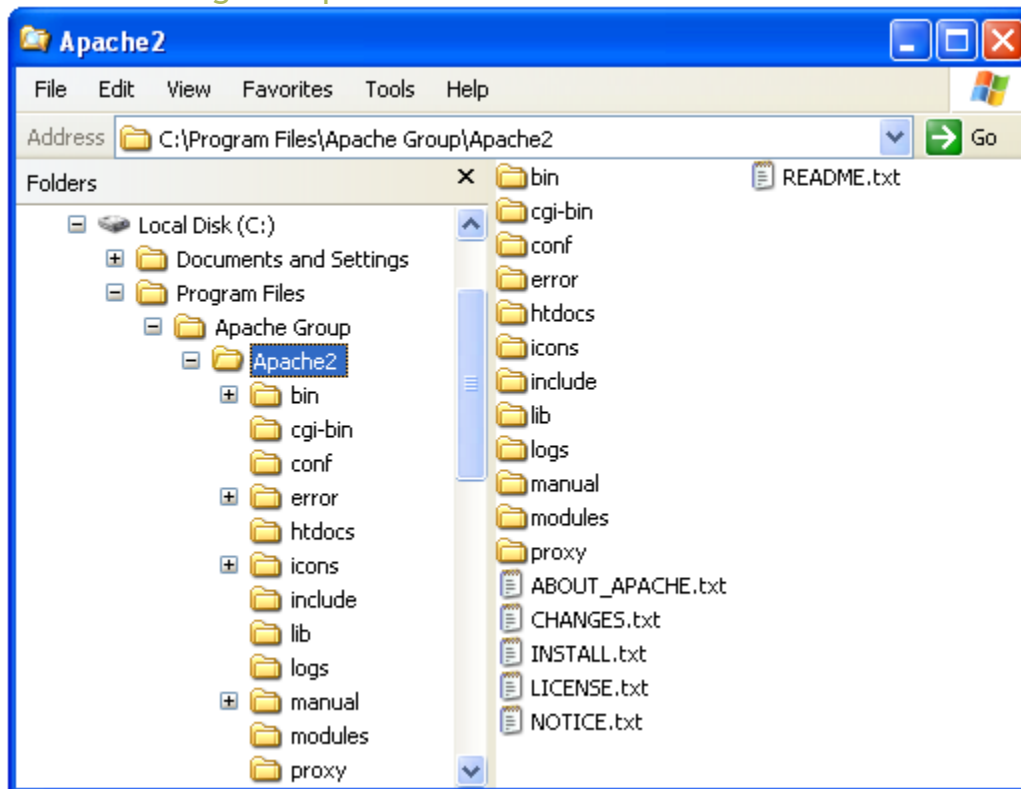 Apache2
File Edit View Favorites Tools Help
Address C:\Program Files\Apache Group\Apache2 Go
Folders
Local Disk (C:)
Documents and Settings
Program Files
Apache Group
Apache2
bin
cgi-bin
conf
error
htdocs
icons
include
lib
logs
manual
modules
proxy
bin
cgi-bin
conf
error
htdocs
icons
include
lib
logs
manual
modules
proxy
ABOUT_APACHE.txt
CHANGES.txt
INSTALL.txt
LICENSE.txt
NOTICE.txt
README.txt